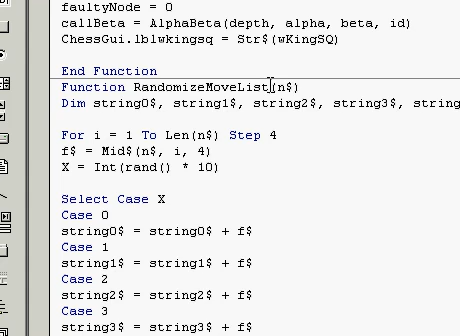 faultyNode = 0
callBeta = AlphaBeta(depth, alpha, beta, id)
ChessGui.lblwkingsq = Str$(wKingSQ)
End Function
Function RandomizeMoveList(n$)
Dim string0$, string1$, string2$, string3$, string
For i = 1 To Len(n$) Step 4
f$ = Mid$(n$, i, 4)
X = Int(rand() * 10)
Select Case X
Case 0
string0$ = string0$ + f$
Case 1
string1$ = string1$ + f$
Case 2
string2$ = string2$ + f$
Case 3
string3$ = string3$ + f$